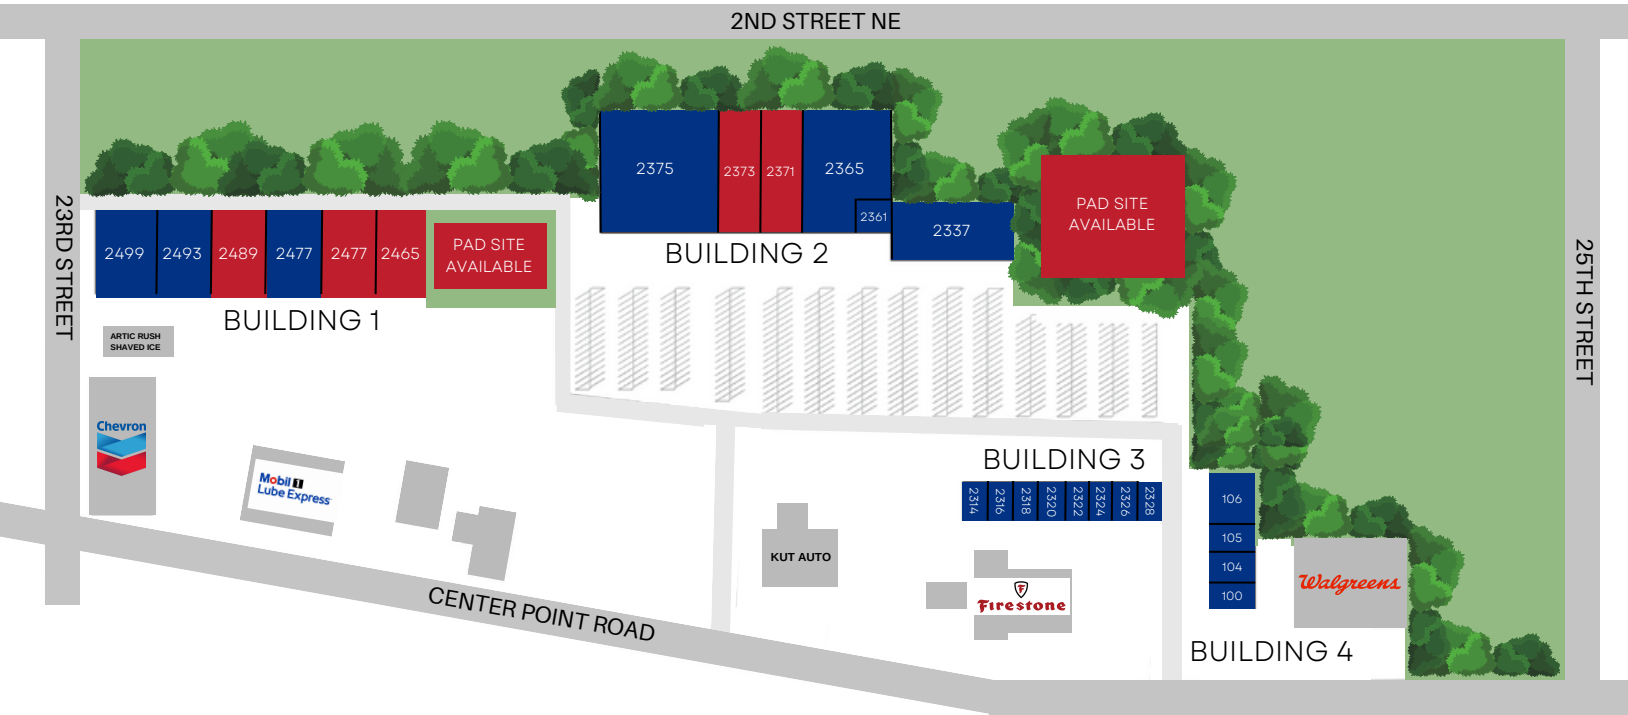 2ND STREET NE
23RD STREET
25TH STREET
2375
2373
2371
2365
2361
2337
BUILDING 2
PAD SITE
AVAILABLE
2499
2493
2489
2477
2477
2465
PAD SITE
AVAILABLE
BUILDING 1
ARTIC RUSH
SHAVED ICE
Chevron
Mobil 1
Lube Express
BUILDING 3
2314
2316
2318
2320
2322
2324
2326
2328
106
105
104
100
KUT AUTO
F
Firestone
Walgreens
BUILDING 4
CENTER POINT ROAD